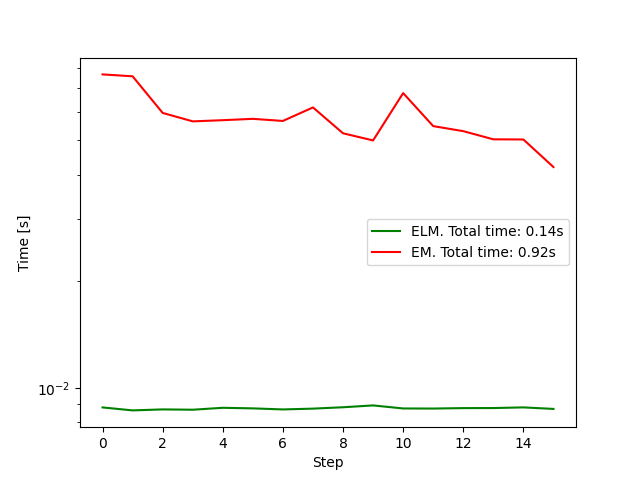 Time [s]
10⁻²
ELM. Total time: 0.14s
EM. Total time: 0.92s
0 2 4 6 8 10 12 14
Step